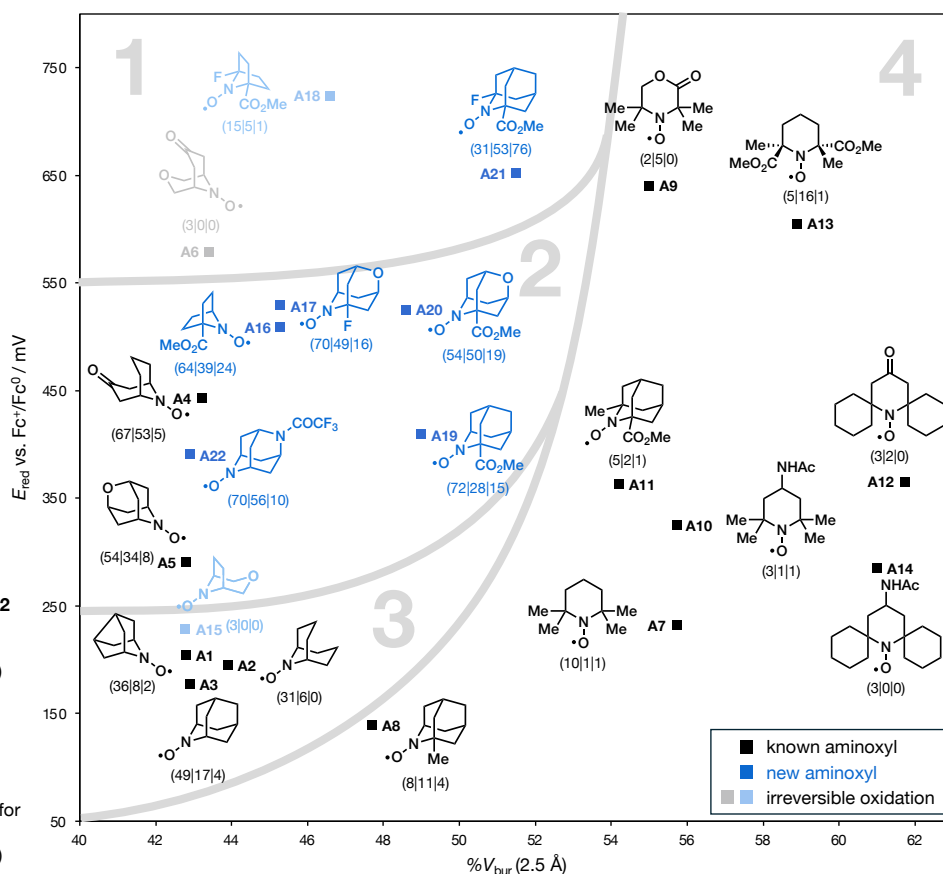 1
4
2
3
750
650
550
450
350
250
150
50
E_red vs. Fc⁺/Fc⁰ / mV
40
42
44
46
48
50
52
54
56
58
60
62
%V_bur (2.5 Å)
F
N
•O
CO₂Me
A18
(15|5|1)
O
O
N
O•
(3|0|0)
A6
F
N
•O
CO₂Me
(31|53|76)
A21
O
O
Me
Me
Me
Me
N
•O
(2|5|0)
A9
Me
MeO₂C
N
•O
CO₂Me
Me
(5|16|1)
A13
N
O•
MeO₂C
A16
(64|39|24)
A17
O
N
•O
F
(70|49|16)
A20
O
N
•O
CO₂Me
(54|50|19)
O
N
O•
A4
(67|53|5)
A22
N
COCF₃
N
•O
(70|56|10)
A19
N
•O
CO₂Me
(72|28|15)
Me
N
•O
CO₂Me
(5|2|1)
A11
O
N
•O
(3|2|0)
A12
NHAc
Me
Me
Me
Me
N
•O
(3|1|1)
A10
O
N
O•
(54|34|8)
A5
O
N
•O
A15
(3|0|0)
A14
NHAc
N
•O
(3|0|0)
Me
Me
Me
Me
N
•O
(10|1|1)
A7
N
O•
(36|8|2)
A1
A2
A3
N
•O
(31|6|0)
N
•O
(49|17|4)
A8
N
•O
Me
(8|11|4)
known aminoxyl
new aminoxyl
irreversible oxidation
2
)
for
)